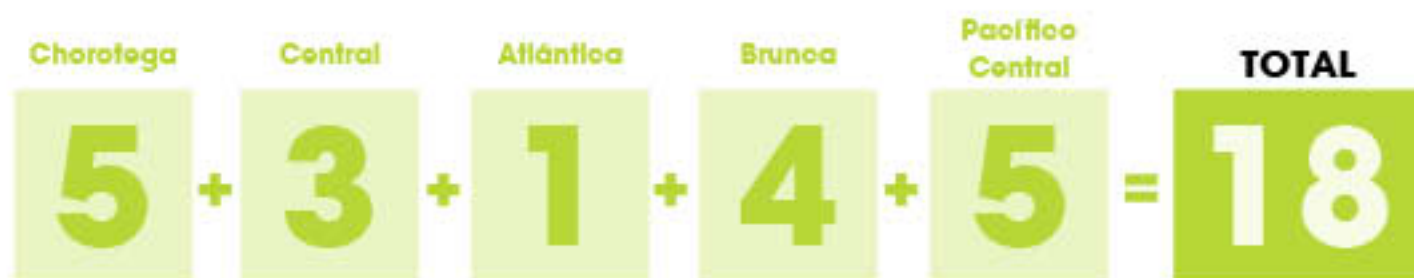 Chorotega Central Atlántica Brunca Pacífico Central TOTAL
5 + 3 + 1 + 4 + 5 = 18